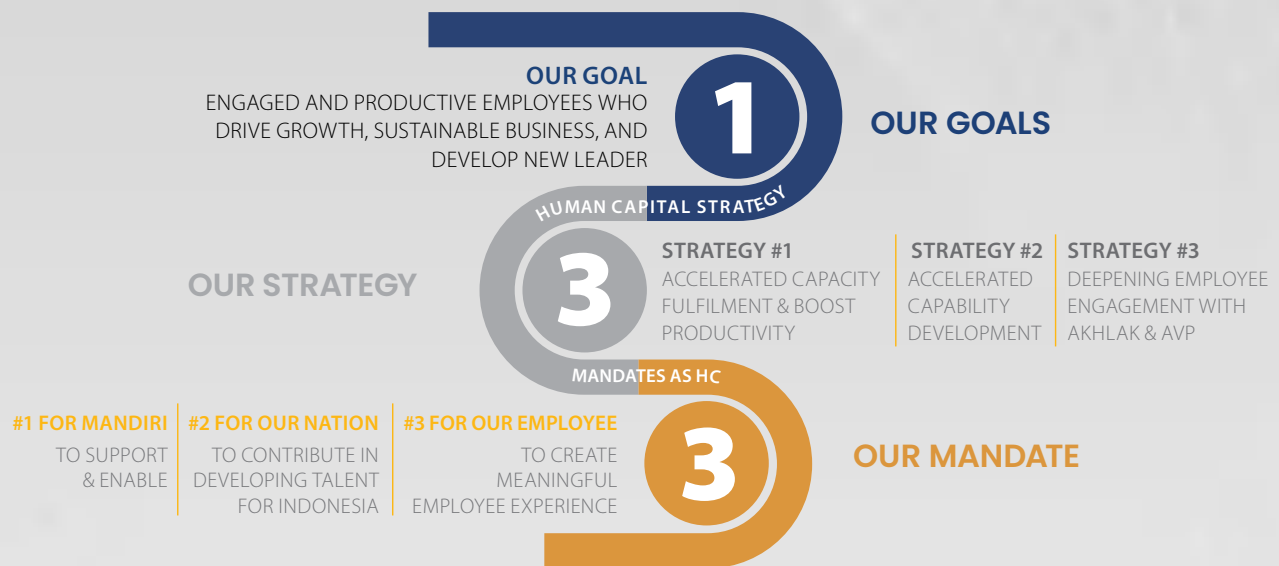 OUR GOAL
ENGAGED AND PRODUCTIVE EMPLOYEES WHO
DRIVE GROWTH, SUSTAINABLE BUSINESS, AND
DEVELOP NEW LEADER
1
OUR GOALS
HUMAN CAPITAL STRATEGY
OUR STRATEGY
3
STRATEGY #1
ACCELERATED CAPACITY
FULFILMENT & BOOST
PRODUCTIVITY
STRATEGY #2
ACCELERATED
CAPABILITY
DEVELOPMENT
STRATEGY #3
DEEPENING EMPLOYEE
ENGAGEMENT WITH
AKHLAK & AVP
MANDATES AS HC
#1 FOR MANDIRI
TO SUPPORT
& ENABLE
#2 FOR OUR NATION
TO CONTRIBUTE IN
DEVELOPING TALENT
FOR INDONESIA
#3 FOR OUR EMPLOYEE
TO CREATE
MEANINGFUL
EMPLOYEE EXPERIENCE
3
OUR MANDATE